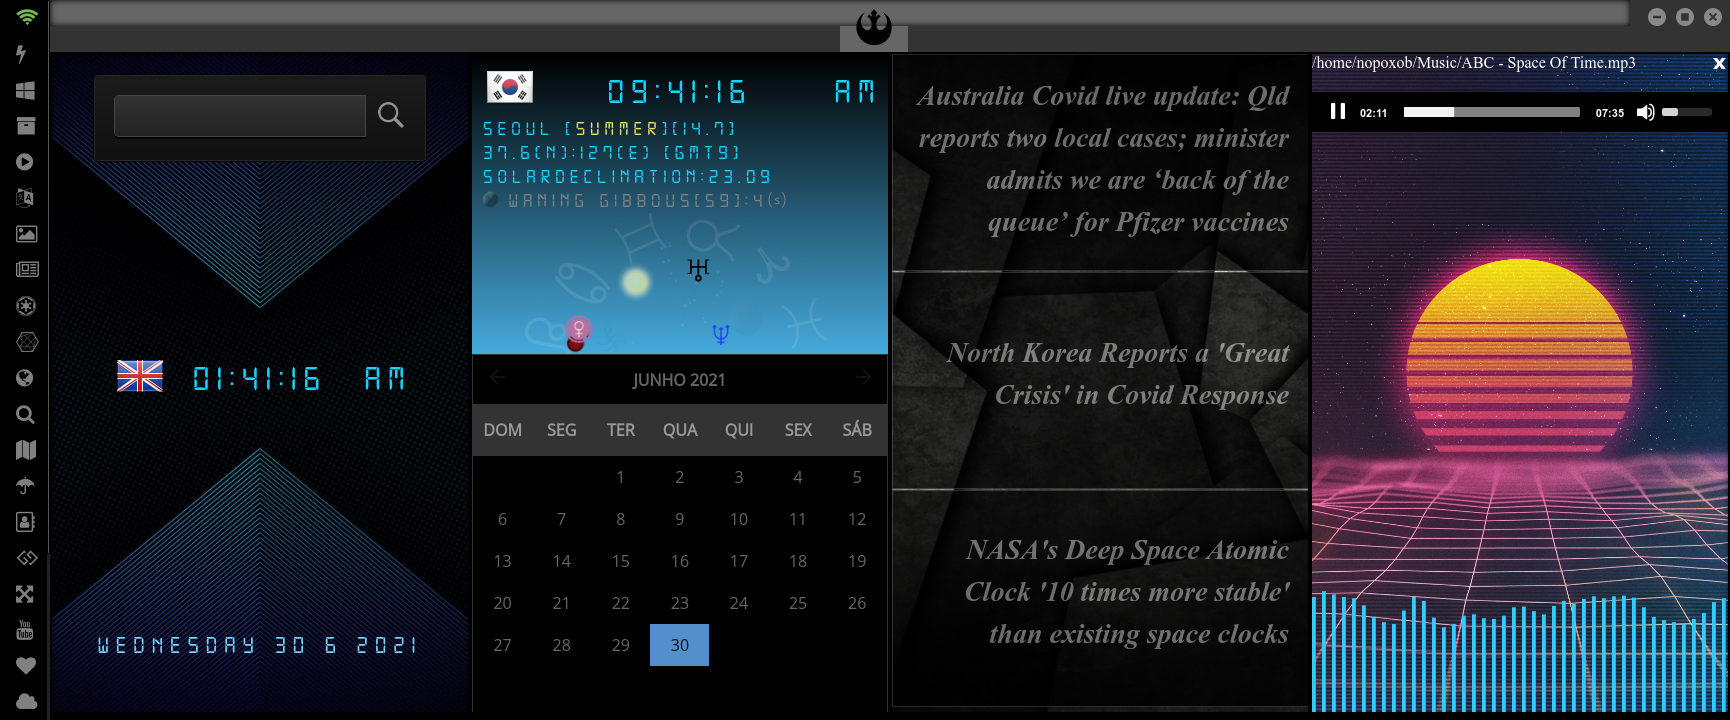 01:41:16 AM
WEDNESDAY 30 6 2021
09:41:16 AM
SEOUL [SUMMER][14.7]
37.6(N):127(E) [GMT9]
SOLARDECLINATION:23.09
WANING GIBBOUS[59]:4(s)
JUNHO 2021
DOM SEG TER QUA QUI SEX SÁB
1 2 3 4 5
6 7 8 9 10 11 12
13 14 15 16 17 18 19
20 21 22 23 24 25 26
27 28 29 30
Australia Covid live update: Qld
reports two local cases; minister
admits we are ‘back of the
queue’ for Pfizer vaccines
North Korea Reports a 'Great
Crisis' in Covid Response
NASA's Deep Space Atomic
Clock '10 times more stable'
than existing space clocks
/home/nopoxob/Music/ABC - Space Of Time.mp3 x
02:11 07:35
You
Tube